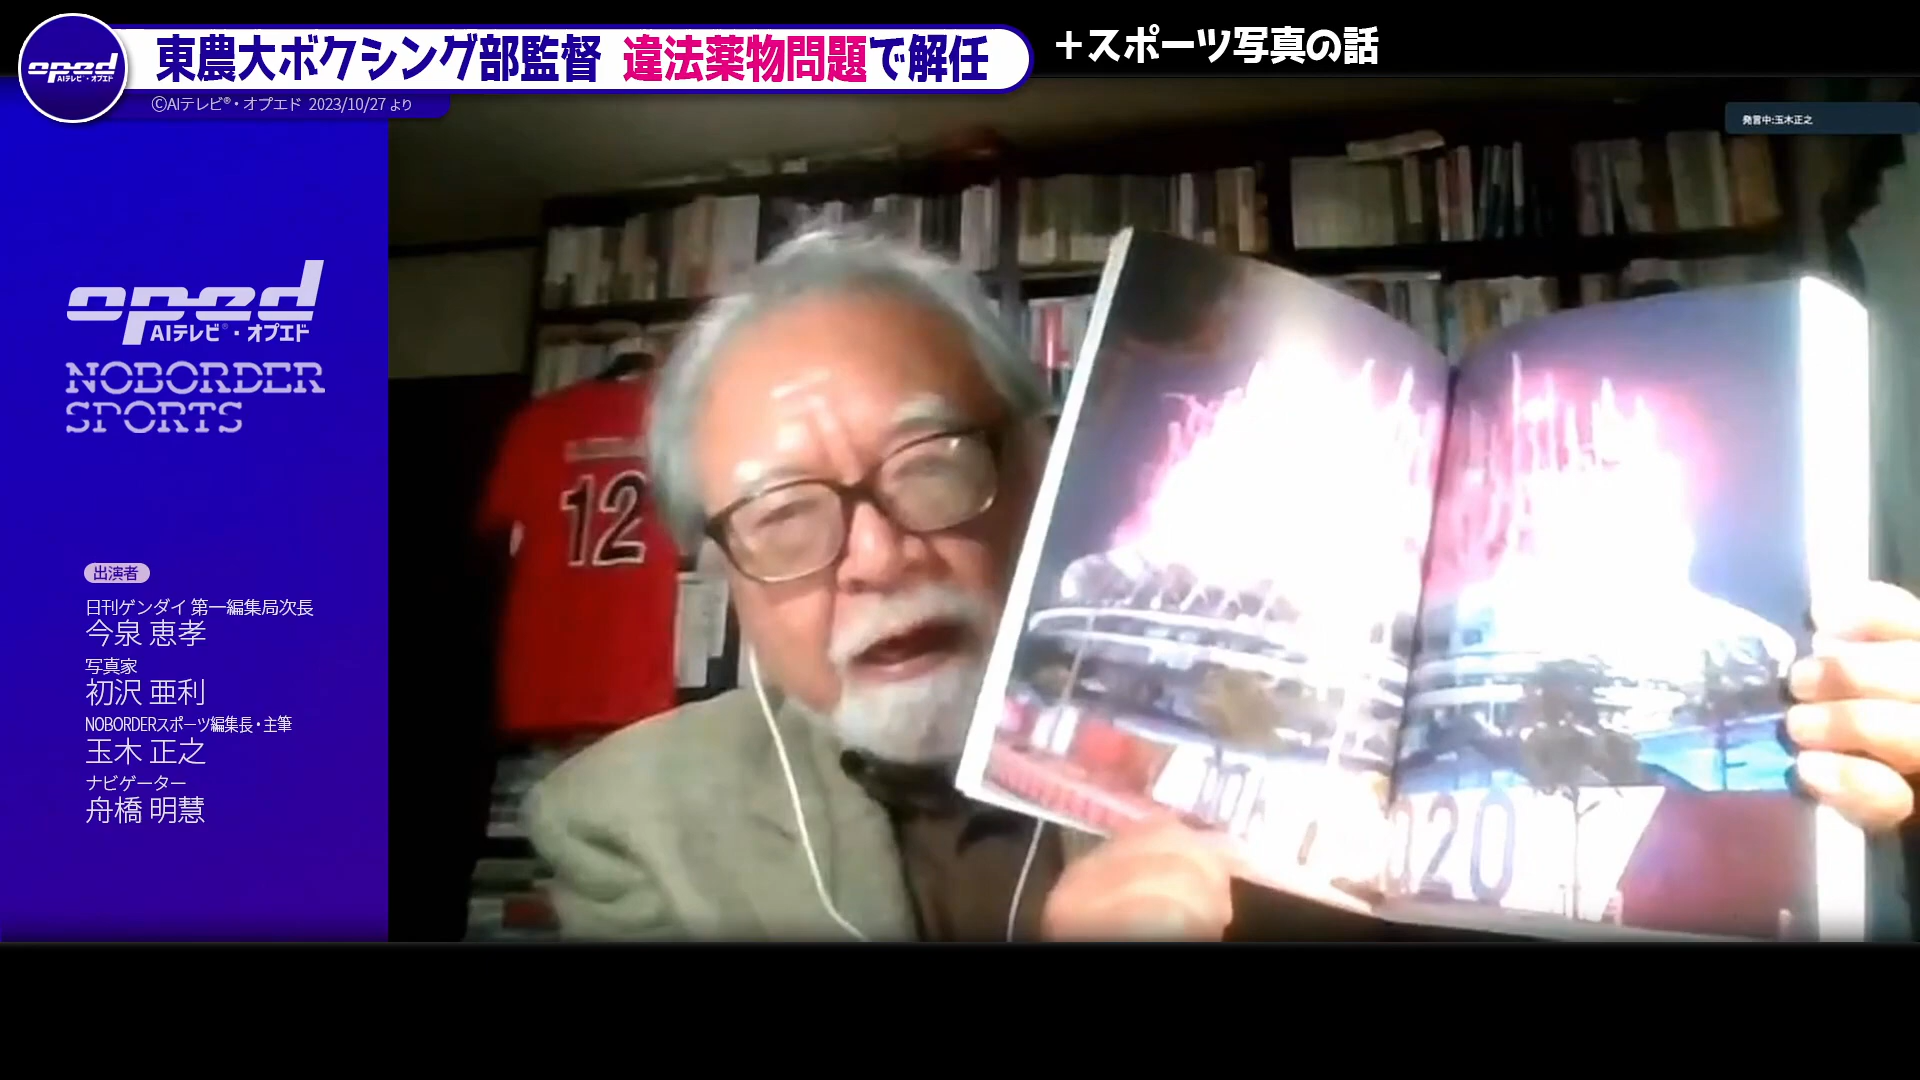 oped
AIテレビ・オプエド
東農大ボクシング部監督 違法薬物問題で解任
+スポーツ写真の話
©AIテレビ®・オプエド 2023/10/27 より
発言中:玉木正之
oped
AIテレビ®・オプエド
NOBORDER
SPORTS
12
出演者
日刊ゲンダイ 第一編集局次長
今泉 恵孝
写真家
初沢 亜利
NOBORDERスポーツ編集長・主筆
玉木 正之
ナビゲーター
舟橋 明慧
020